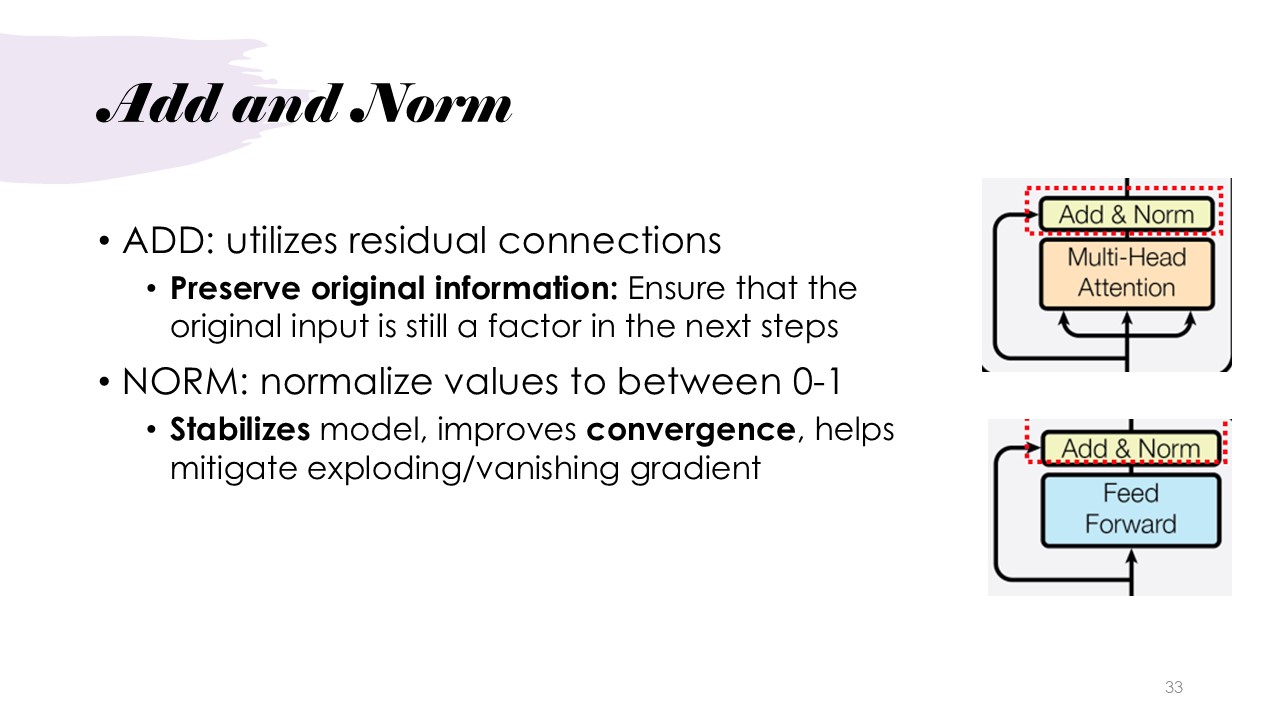 Add and Norm
• ADD: utilizes residual connections
• Preserve original information: Ensure that the
original input is still a factor in the next steps
• NORM: normalize values to between 0-1
• Stabilizes model, improves convergence, helps
mitigate exploding/vanishing gradient
Add & Norm
Multi-Head
Attention
Add & Norm
Feed
Forward
33